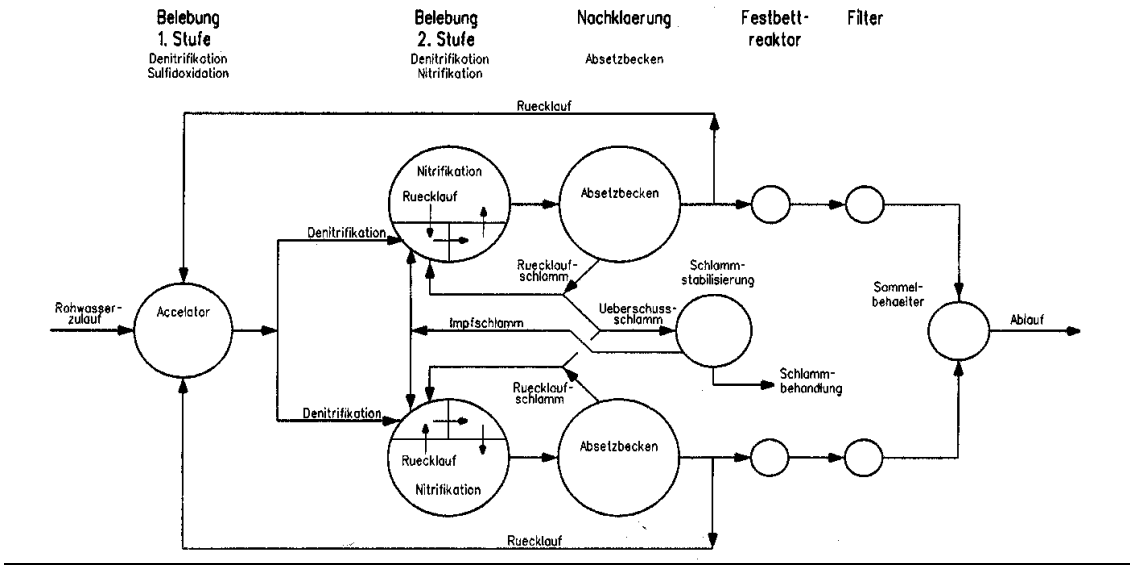 Belebung
1. Stufe
Denitrifikation
Sulfidoxidation
Belebung
2. Stufe
Denitrifikation
Nitrifikation
Nachklaerung
Absetzbecken
Festbett-
reaktor
Filter
Ruecklauf
Nitrifikation
Ruecklauf
Absetzbecken
Denitrifikation
Ruecklauf-
schlamm
Schlamm-
stabilisierung
Rohwasser-
zulauf
Accelator
Impfschlamm
Ueberschuss-
schlamm
Sammel-
behaelter
Ablauf
Ruecklauf-
schlamm
Schlamm-
behandlung
Denitrifikation
Ruecklauf
Nitrifikation
Absetzbecken
Ruecklauf